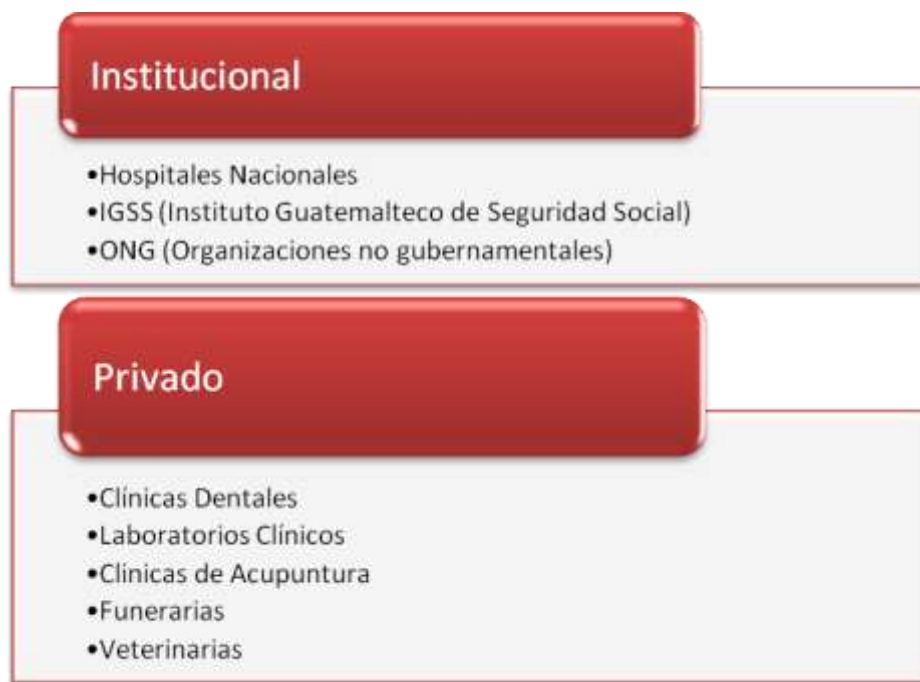 Institucional
•Hospitales Nacionales
•IGSS (Instituto Guatemalteco de Seguridad Social)
•ONG (Organizaciones no gubernamentales)
Privado
•Clínicas Dentales
•Laboratorios Clínicos
•Clinicas de Acupuntura
•Funerarias
•Veterinarias